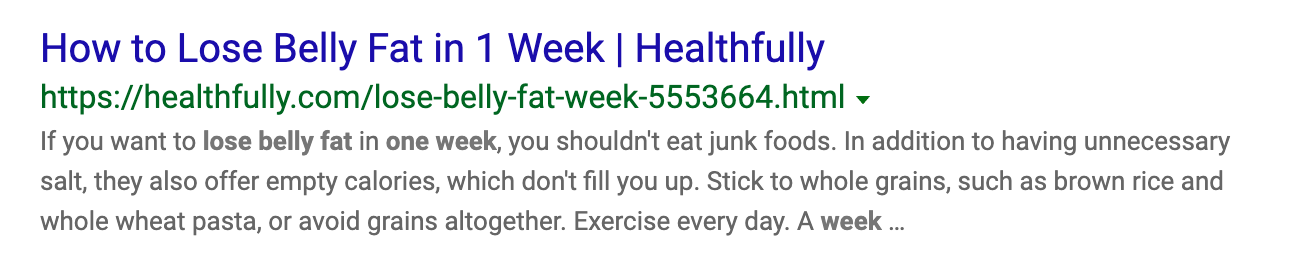 How to Lose Belly Fat in 1 Week | Healthfully
https://healthfully.com/lose-belly-fat-week-5553664.html
If you want to lose belly fat in one week, you shouldn't eat junk foods. In addition to having unnecessary
salt, they also offer empty calories, which don't fill you up. Stick to whole grains, such as brown rice and
whole wheat pasta, or avoid grains altogether. Exercise every day. A week ...